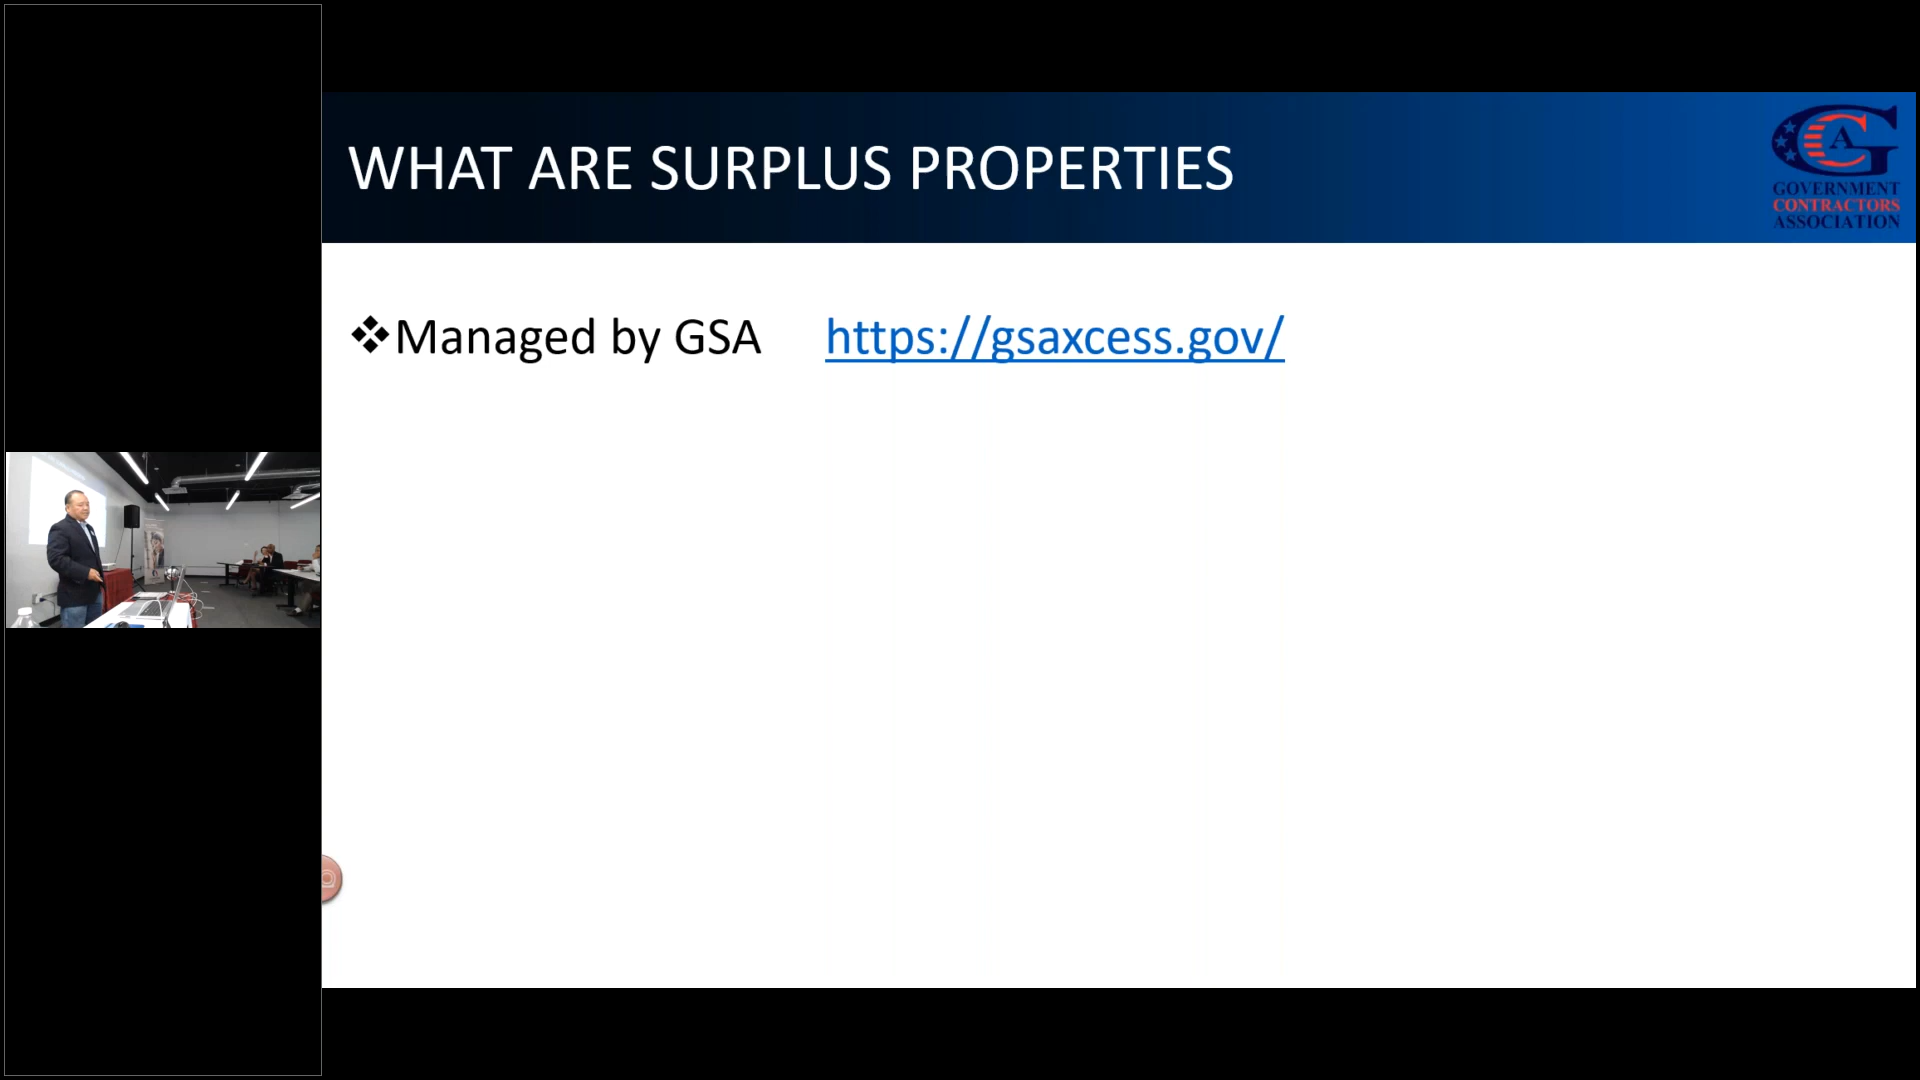 WHAT ARE SURPLUS PROPERTIES
GOVERNMENT
CONTRACTORS
ASSOCIATION
❖Managed by GSA https://gsaxcess.gov/